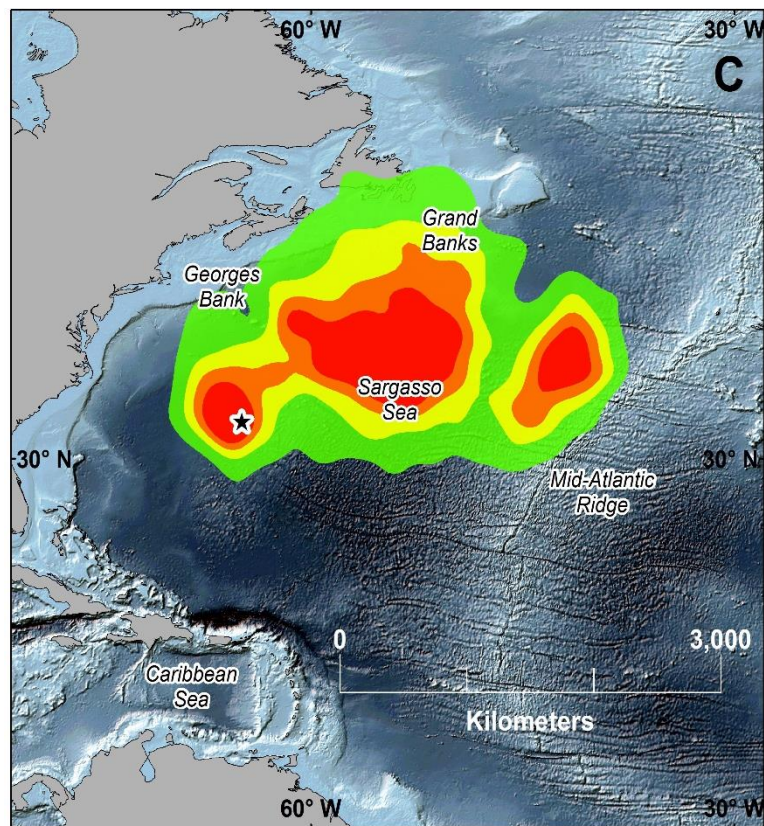 60° W
30° W
C
Grand
Banks
Georges
Bank
Sargasso
Sea
30° N
30° N
Mid-Atlantic
Ridge
0
3,000
Caribbean
Sea
Kilometers
60° W
30° W